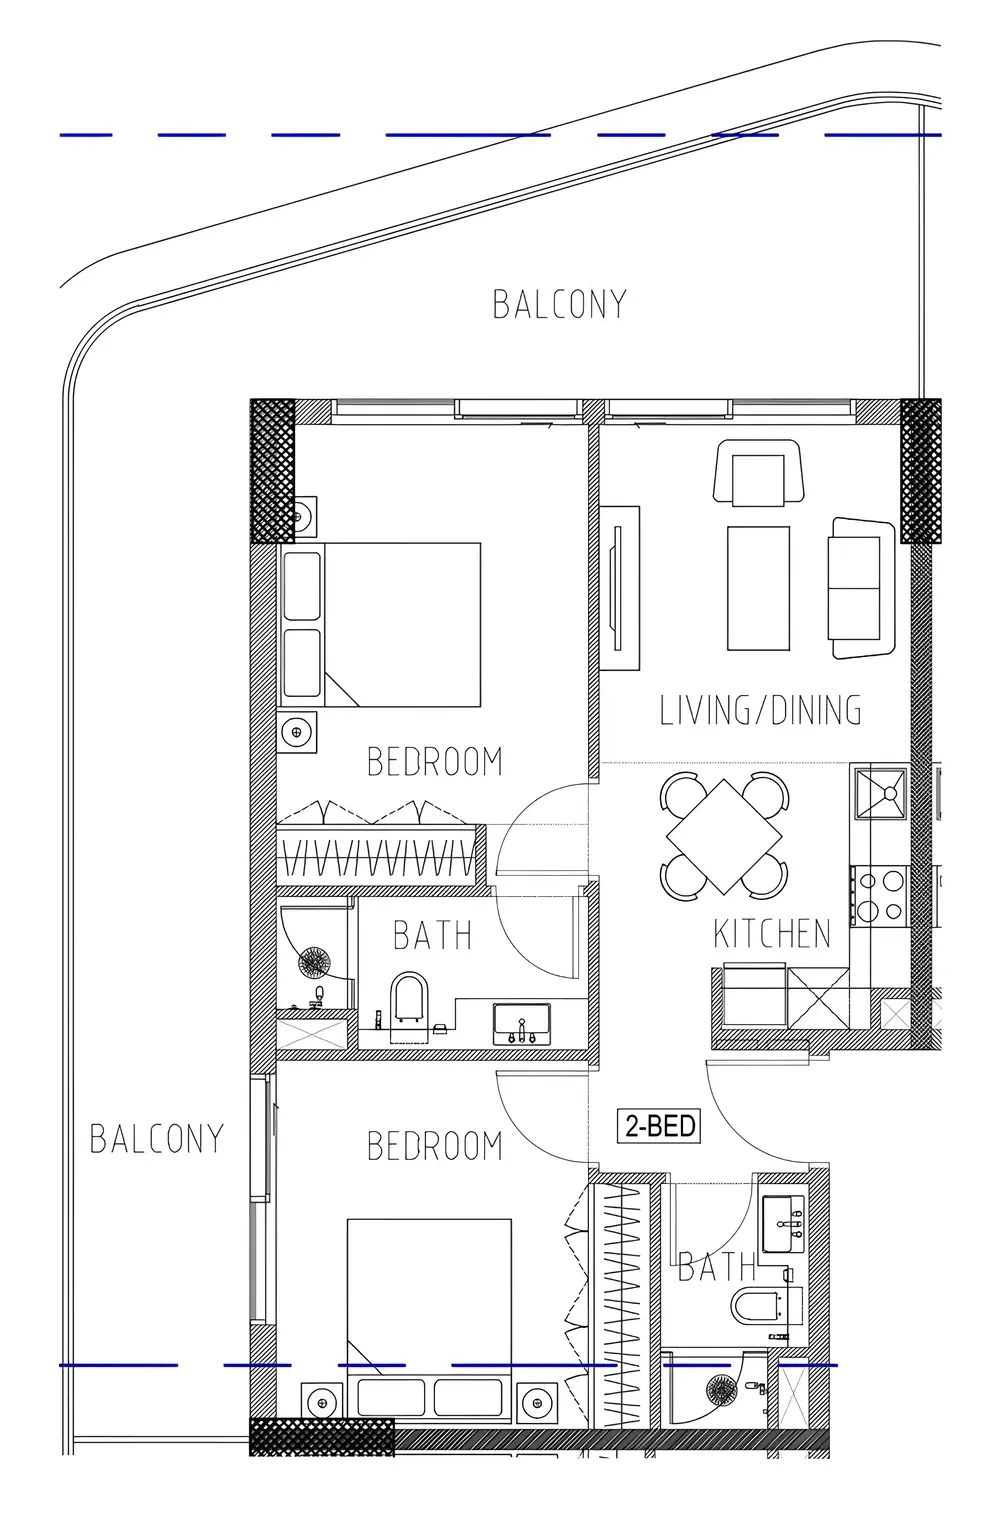 BALCONY
LIVING/DINING
BEDROOM
BATH
KITCHEN
2-BED
BALCONY
BEDROOM
BATH